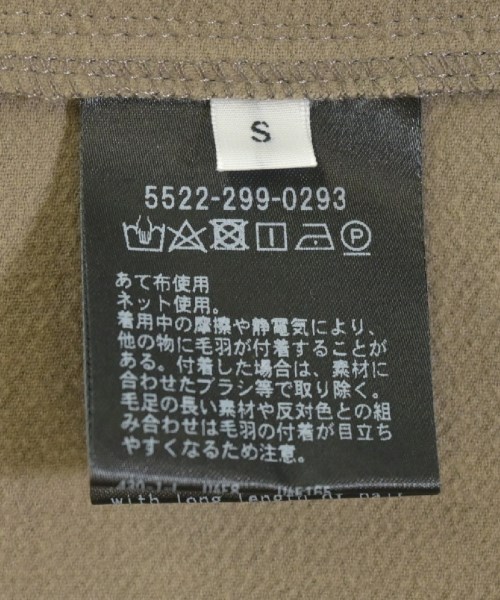 S
5522-299-0293
あて布使用
ネット使用。
着用中の摩擦や静電気により、
他の物に毛羽が付着することが
ある。付着した場合は、素材に
合わせたブラシ等で取り除く。
毛足の長い素材や反対色との組
み合わせは毛羽の付着が目立ち
やすくなるため注意。
with long length or hair